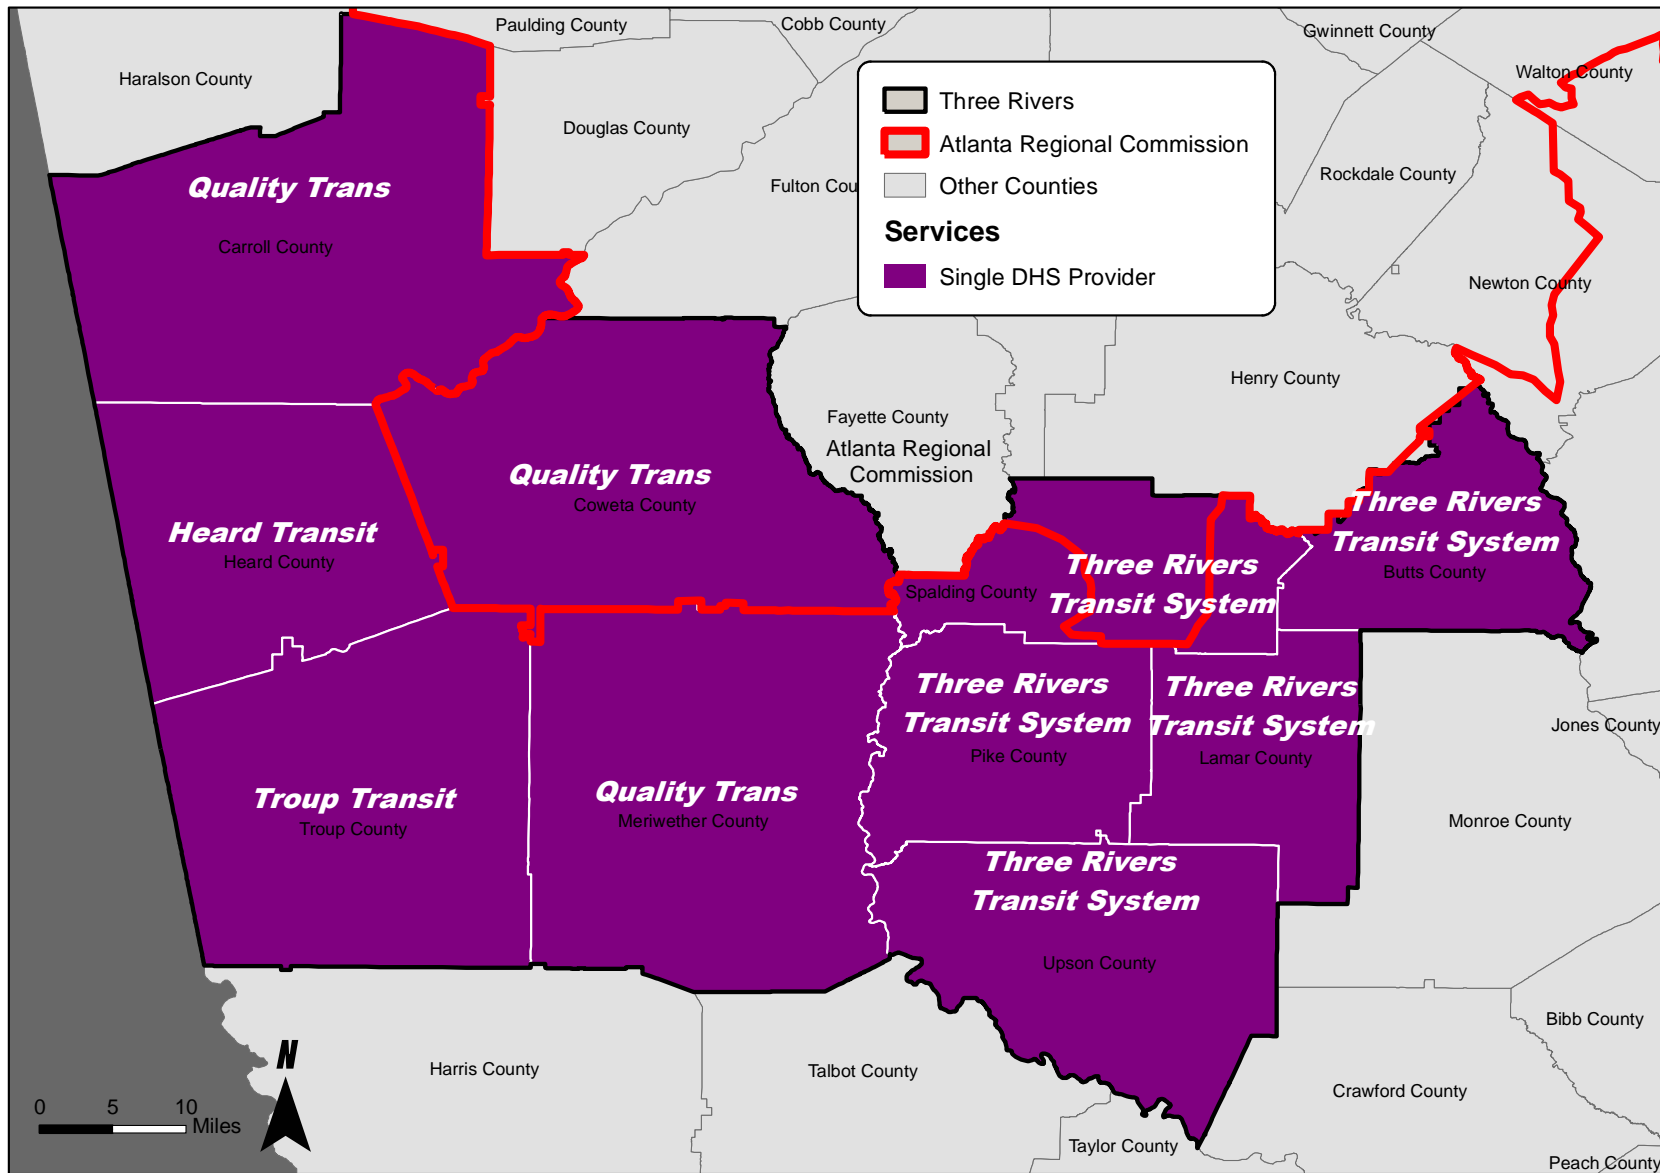 Paulding County
Cobb County
Gwinnett County
Haralson County
Walton County
Douglas County
Fulton Cou
Rockdale County
Three Rivers
Atlanta Regional Commission
Other Counties
Services
Single DHS Provider
Quality Trans
Carroll County
Newton County
Henry County
Fayette County
Atlanta Regional
Commission
Quality Trans
Coweta County
Heard Transit
Heard County
Three Rivers
Transit System
Butts County
Three Rivers
Transit System
Spalding County
Three Rivers
Transit System
Pike County
Three Rivers
Transit System
Lamar County
Jones County
Troup Transit
Troup County
Quality Trans
Meriwether County
Monroe County
Three Rivers
Transit System
Upson County
Bibb County
Harris County
Talbot County
Crawford County
Taylor County
Peach County
N
0 5 10
Miles